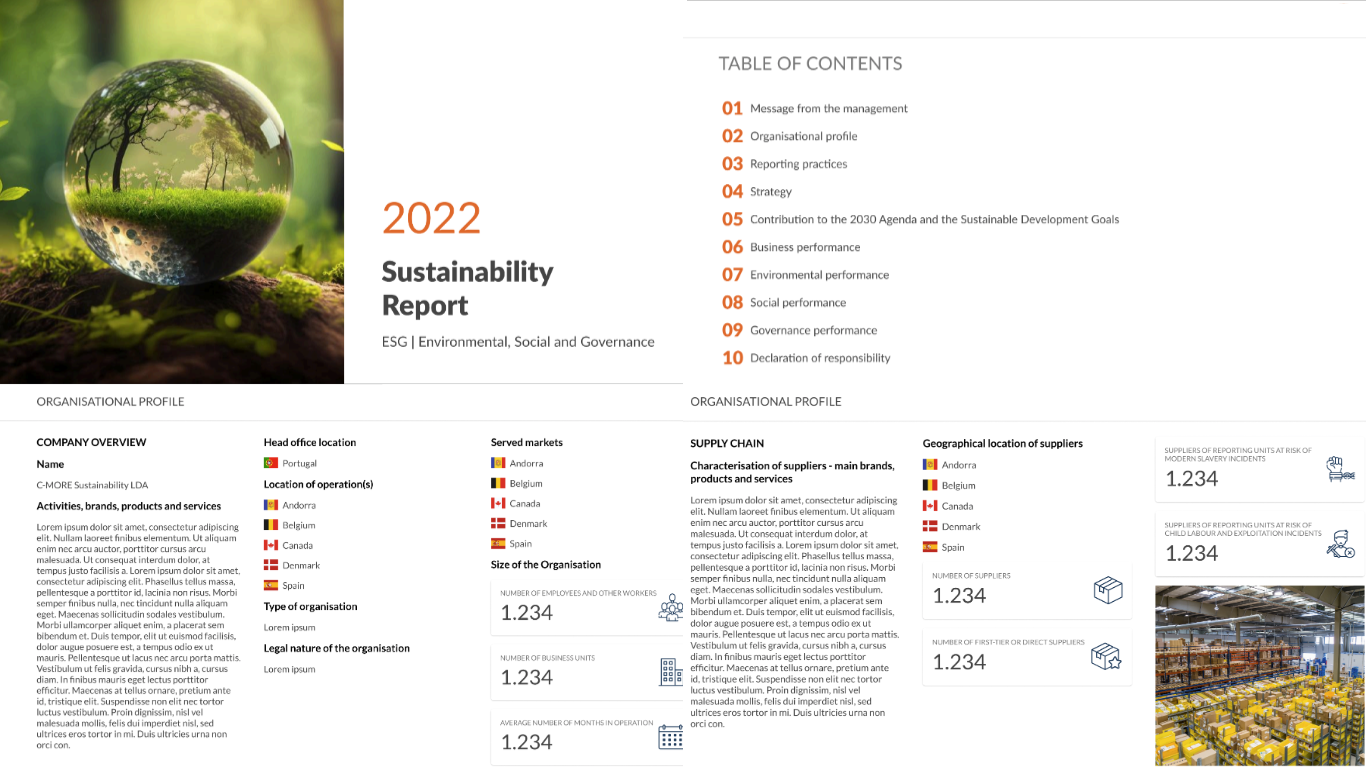 2022
Sustainability
Report
ESG | Environmental, Social and Governance
TABLE OF CONTENTS
01 Message from the management
02 Organisational profile
03 Reporting practices
04 Strategy
05 Contribution to the 2030 Agenda and the Sustainable Development Goals
06 Business performance
07 Environmental performance
08 Social performance
09 Governance performance
10 Declaration of responsibility
ORGANISATIONAL PROFILE
COMPANY OVERVIEW
Name
C-MORE Sustainability LDA
Activities, brands, products and services
Lorem ipsum dolor sit amet, consectetur adipiscing
elit. Nullam laoreet finibus elementum. Ut aliquam
enim nec arcu auctor, porttitor cursus arcu
malesuada. Ut consequat interdum dolor, at
tempus justo facilisis a. Lorem ipsum dolor sit amet,
consectetur adipiscing elit. Phasellus tellus massa,
pellentesque a porttitor id, lacinia non risus. Morbi
semper finibus nulla, nec tincidunt nulla aliquam
eget. Maecenas sollicitudin sodales vestibulum.
Morbi ullamcorper aliquet enim, a placerat sem
bibendum et. Duis tempor, elit ut euismod facilisis,
dolor augue posuere est, a tempus odio ex ut
mauris. Pellentesque ut lacus nec arcu porta mattis.
Vestibulum ut felis gravida, cursus nibh a, cursus
diam. In finibus mauris eget lectus porttitor
efficitur. Maecenas at tellus ornare, pretium ante
id, tristique elit. Suspendisse non elit nec tortor
luctus vestibulum. Proin dignissim, nisl vel
malesuada mollis, felis dui imperdiet nisl, sed
ultrices eros tortor in mi. Duis ultricies urna non
orci con.
Head office location
Portugal
Location of operation(s)
Andorra
Belgium
Canada
Denmark
Spain
Type of organisation
Lorem ipsum
Legal nature of the organisation
Lorem ipsum
Served markets
Andorra
Belgium
Canada
Denmark
Spain
Size of the Organisation
NUMBER OF EMPLOYEES AND OTHER WORKERS
1.234
NUMBER OF BUSINESS UNITS
1.234
AVERAGE NUMBER OF MONTHS IN OPERATION
1.234
ORGANISATIONAL PROFILE
SUPPLY CHAIN
Characterisation of suppliers - main brands,
products and services
Lorem ipsum dolor sit amet, consectetur adipiscing
elit. Nullam laoreet finibus elementum. Ut aliquam
enim nec arcu auctor, porttitor cursus arcu
malesuada. Ut consequat interdum dolor, at
tempus justo facilisis a. Lorem ipsum dolor sit amet,
consectetur adipiscing elit. Phasellus tellus massa,
pellentesque a porttitor id, lacinia non risus. Morbi
semper finibus nulla, nec tincidunt nulla aliquam
eget. Maecenas sollicitudin sodales vestibulum.
Morbi ullamcorper aliquet enim, a placerat sem
bibendum et. Duis tempor, elit ut euismod facilisis,
dolor augue posuere est, a tempus odio ex ut
mauris. Pellentesque ut lacus nec arcu porta mattis.
Vestibulum ut felis gravida, cursus nibh a, cursus
diam. In finibus mauris eget lectus porttitor
efficitur. Maecenas at tellus ornare, pretium ante
id, tristique elit. Suspendisse non elit nec tortor
luctus vestibulum. Proin dignissim, nisl vel
malesuada mollis, felis dui imperdiet nisl, sed
ultrices eros tortor in mi. Duis ultricies urna non
orci con.
Geographical location of suppliers
Andorra
Belgium
Canada
Denmark
Spain
NUMBER OF SUPPLIERS
1.234
NUMBER OF FIRST-TIER OR DIRECT SUPPLIERS
1.234
SUPPLIERS OF REPORTING UNITS AT RISK OF
MODERN SLAVERY INCIDENTS
1.234
SUPPLIERS OF REPORTING UNITS AT RISK OF
CHILD LABOUR AND EXPLOITATION INCIDENTS
1.234